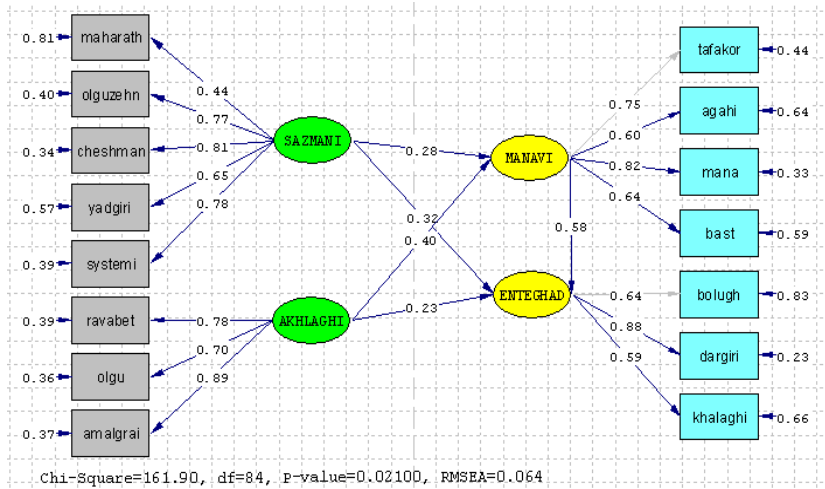 0.81 maharath
0.40 olguzehn
0.34 cheshman
0.57 yadgiri
0.39 systemi
0.39 ravabet
0.36 olgu
0.37 amalgrai
0.44
0.77
0.81
0.65
0.78
0.78
0.70
0.89
SAZMANI
AKHLAGHI
0.28
0.32
0.40
0.23
MANAVI
0.58
ENTEGHAD
0.75
0.60
0.82
0.64
0.64
0.88
0.59
tafakor 0.44
agahi 0.64
mana 0.33
bast 0.59
bolugh 0.83
dargiri 0.23
khalaghi 0.66
Chi-Square=161.90, df=84, P-value=0.02100, RMSEA=0.064